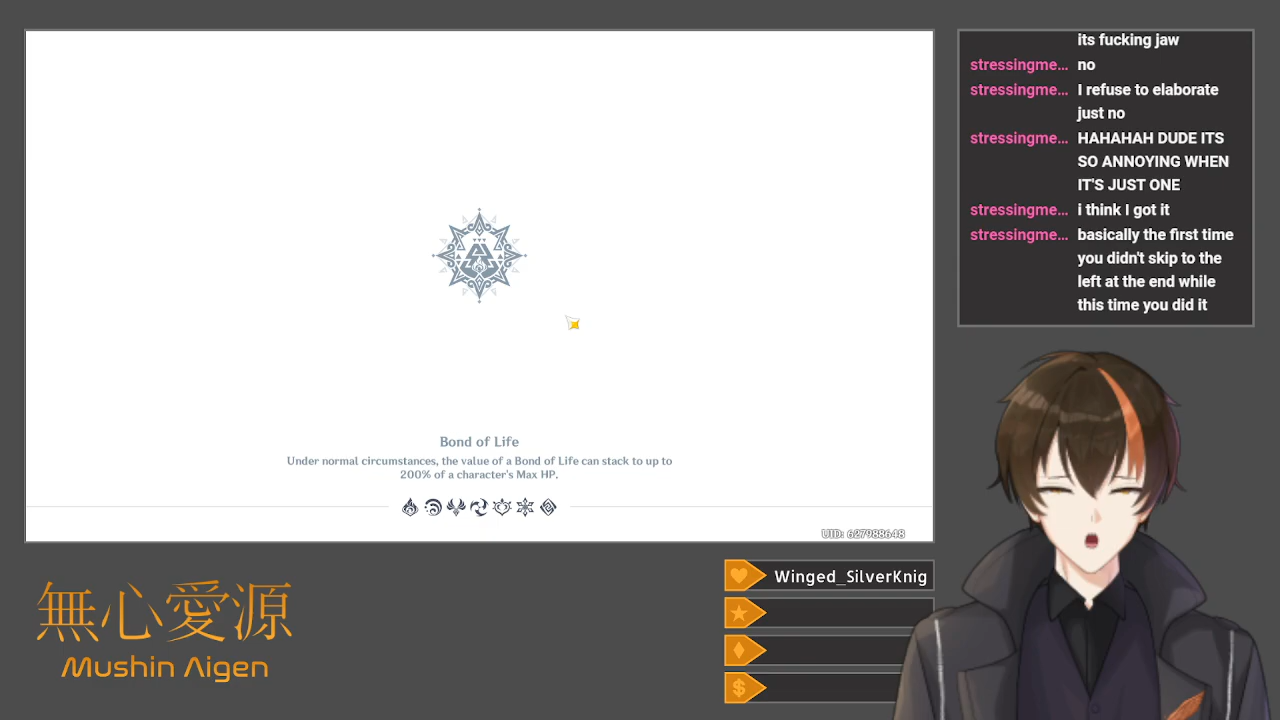 its fucking jaw
stressingme... no
stressingme... I refuse to elaborate
just no
stressingme... HAHAHAH DUDE ITS
SO ANNOYING WHEN
IT'S JUST ONE
stressingme... i think I got it
stressingme... basically the first time
you didn't skip to the
left at the end while
this time you did it
Bond of Life
Under normal circumstances, the value of a Bond of Life can stack to up to
200% of a character's Max HP.
UID: 627988648
Winged_SilverKnig
無心愛源
Mushin Aigen